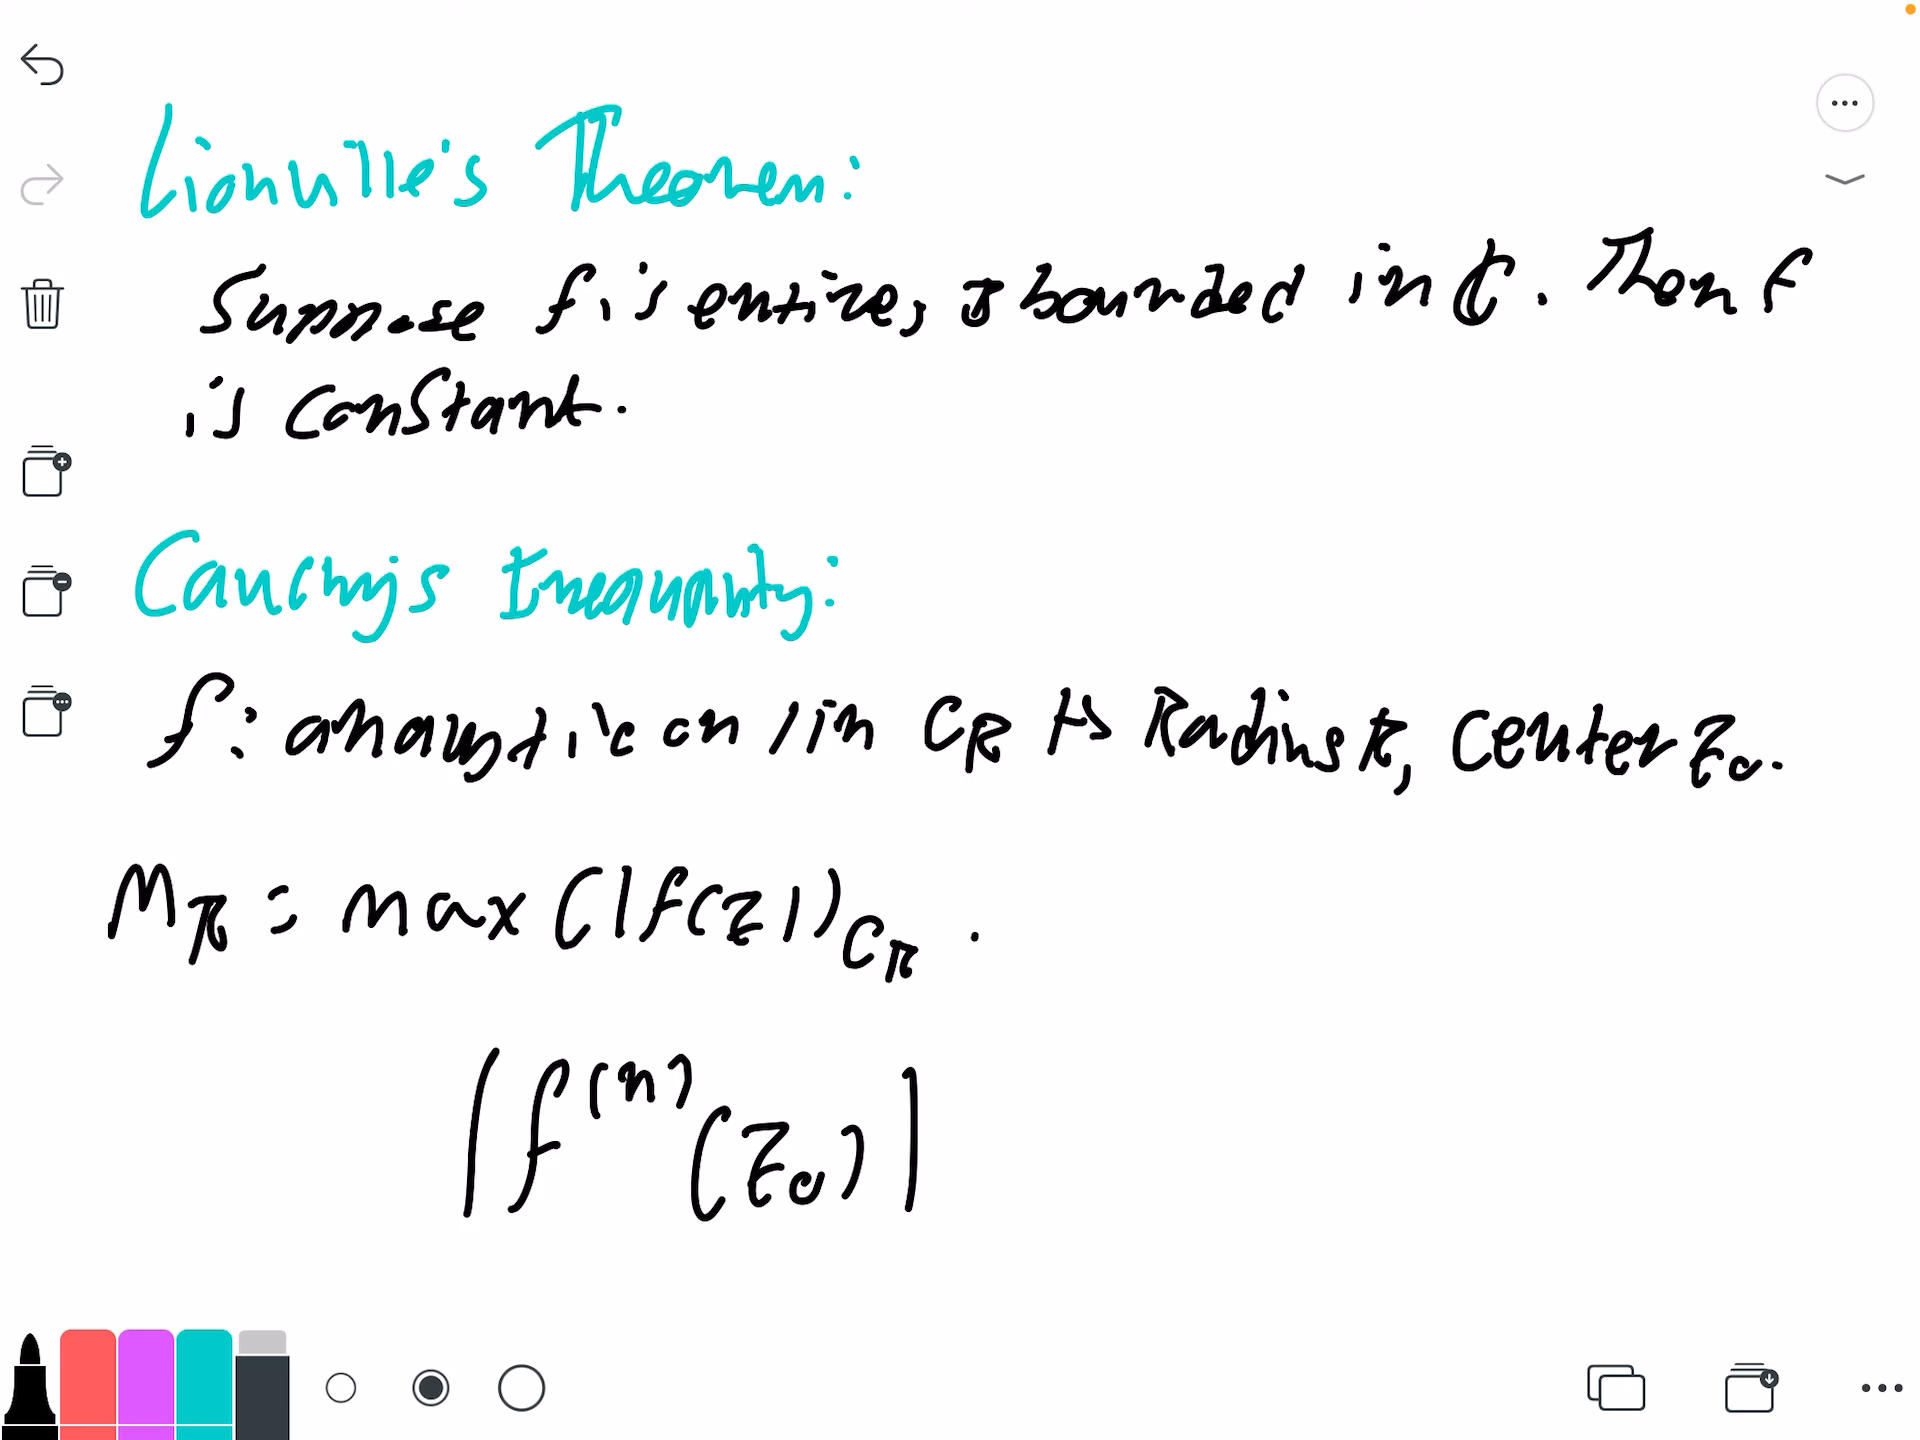 Liouville's Theorem:
Suppose f is entire, & bounded in ℂ. Then f
is constant.
Cauchy's Inequality:
f: analytic on/in C_R ↦ Radius R, center z₀.
M_R = max(|f(z|)_{C_R}.
|f^{(n)}(z₀)|